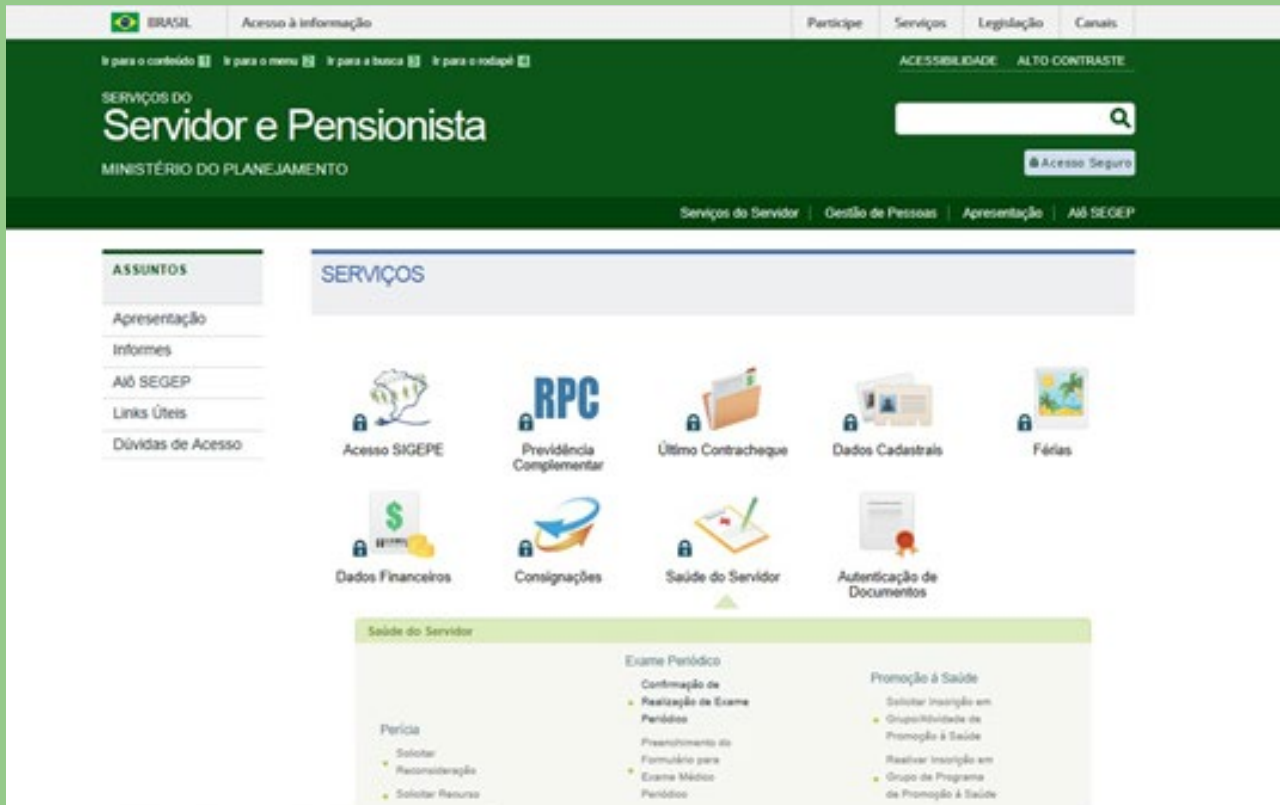 BRASIL Acesso à informação Participe Serviços Legislação Canais
Ir para o conteúdo 1 Ir para o menu 2 Ir para a busca 3 Ir para o rodapé 4 ACESSIBILIDADE ALTO CONTRASTE
SERVIÇOS DO
Servidor e Pensionista
MINISTÉRIO DO PLANEJAMENTO
Acesso Seguro
Serviços do Servidor Gestão de Pessoas Apresentação Alô SEGEP
ASSUNTOS
Apresentação
Informes
Alô SEGEP
Links Úteis
Dúvidas de Acesso
SERVIÇOS
RPC
Acesso SIGEPE
Previdência
Complementar
Último Contracheque
Dados Cadastrais
Férias
Dados Financeiros
Consignações
Saúde do Servidor
Autenticação de
Documentos
Saúde do Servidor
Perícia
Solicitar
Reconsideração
Solicitar Recurso
Exame Periódico
Confirmação de
Realização de Exame
Periódico
Preenchimento do
Formulário para
Exame Médico
Periódico
Promoção à Saúde
Solicitar Inscrição em
Grupo/Atividade de
Promoção à Saúde
Reativar Inscrição em
Grupo de Programa
de Promoção à Saúde